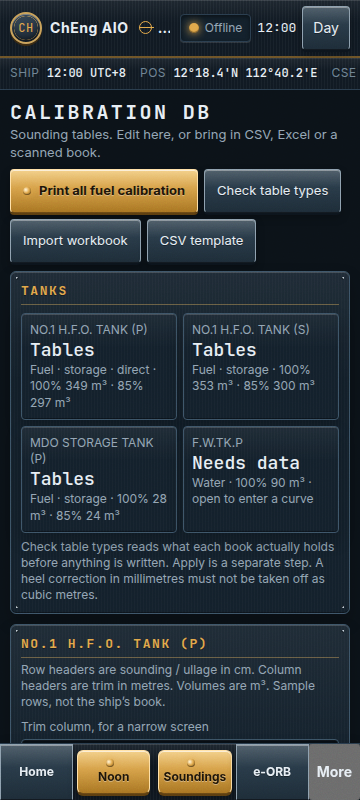 CH ChEng AIO ... Offline 12:00 Day
SHIP 12:00 UTC+8 POS 12°18.4'N 112°40.2'E CSE
CALIBRATION DB
Sounding tables. Edit here, or bring in CSV, Excel or a
scanned book.
Print all fuel calibration Check table types
Import workbook CSV template
TANKS
NO.1 H.F.O. TANK (P)
Tables
Fuel · storage · direct ·
100% 349 m³ · 85%
297 m³
NO.1 H.F.O. TANK (S)
Tables
Fuel · storage · 100%
353 m³ · 85% 300 m³
MDO STORAGE TANK
(P)
Tables
Fuel · storage · 100% 28
m³ · 85% 24 m³
F.W.TK.P
Needs data
Water · 100% 90 m³ ·
open to enter a curve
Check table types reads what each book actually holds
before anything is written. Apply is a separate step. A
heel correction in millimetres must not be taken off as
cubic metres.
NO.1 H.F.O. TANK (P)
Row headers are sounding / ullage in cm. Column
headers are trim in metres. Volumes are m³. Sample
rows, not the ship's book.
Trim column, for a narrow screen
Home Noon Soundings e-ORB More